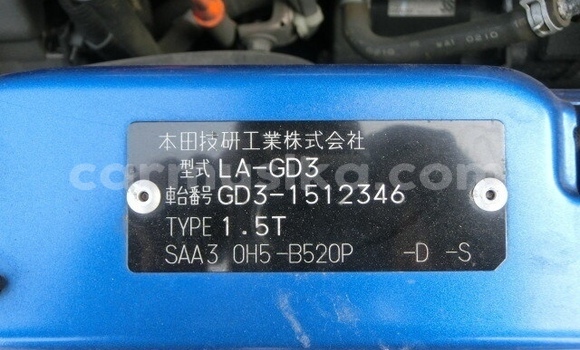 本田技研工業株式会社
型式 LA-GD3
車台番号 GD3-1512346
TYPE 1.5T
SAA3 0H5-B520P -D -S